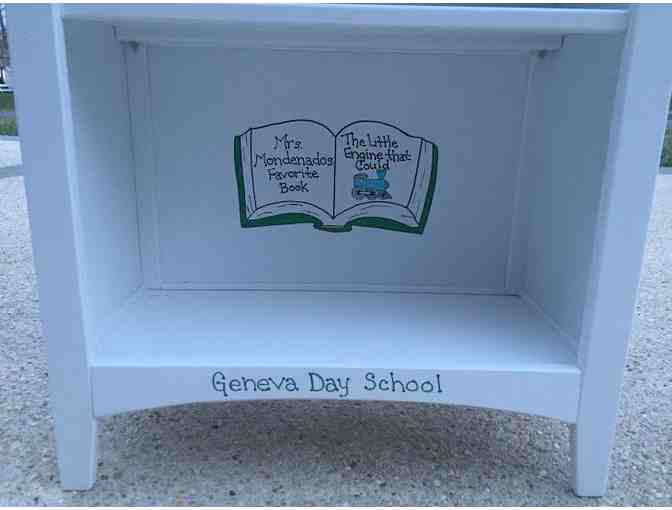 Mrs.
Mondenados
Favorite
Book
The Little
Engine that
Could
Geneva Day School